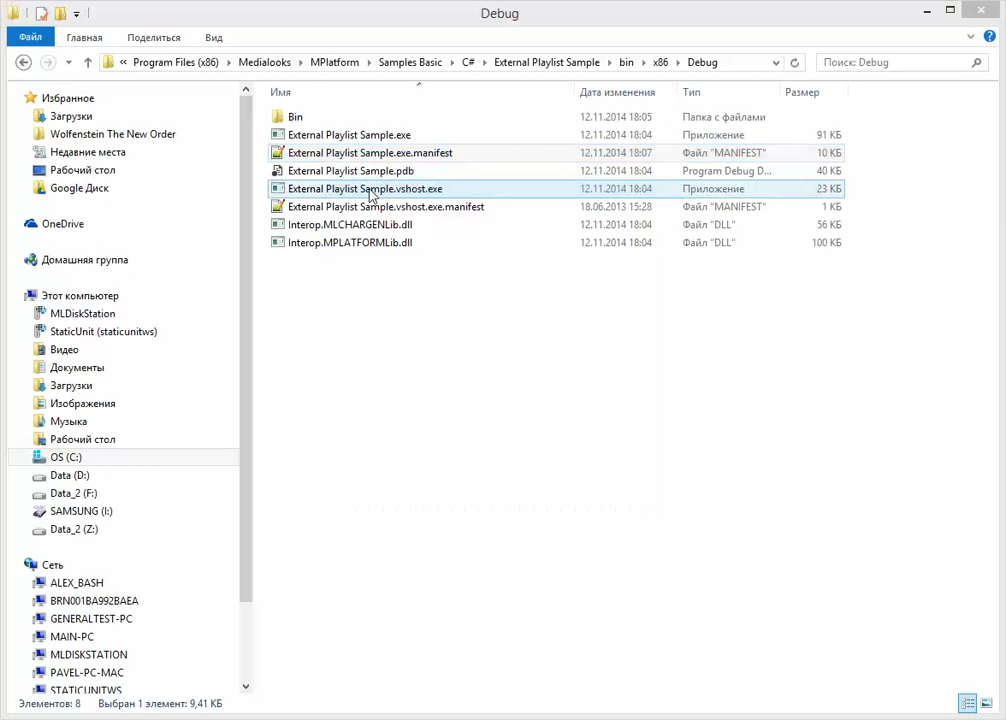 Debug
Файл Главная Поделиться Вид
« Program Files (x86) Medialooks MPlatform Samples Basic C# External Playlist Sample bin x86 Debug Поиск: Debug
Имя Дата изменения Тип Размер
Bin 12.11.2014 18:05 Папка с файлами
External Playlist Sample.exe 12.11.2014 18:04 Приложение 91 КБ
External Playlist Sample.exe.manifest 12.11.2014 18:07 Файл "MANIFEST" 10 КБ
External Playlist Sample.pdb 12.11.2014 18:04 Program Debug D... 40 КБ
External Playlist Sample.vshost.exe 12.11.2014 18:04 Приложение 23 КБ
External Playlist Sample.vshost.exe.manifest 18.06.2013 15:28 Файл "MANIFEST" 1 КБ
Interop.MLCHARGENLib.dll 12.11.2014 18:04 Файл "DLL" 56 КБ
Interop.MPLATFORMLib.dll 12.11.2014 18:04 Файл "DLL" 100 КБ
Избранное
Загрузки
Wolfenstein The New Order
Недавние места
Рабочий стол
Google Диск
OneDrive
Домашняя группа
Этот компьютер
MLDiskStation
StaticUnit (staticunitws)
Видео
Документы
Загрузки
Изображения
Музыка
Рабочий стол
OS (C:)
Data (D:)
Data_2 (F:)
SAMSUNG (I:)
Data_2 (Z:)
Сеть
ALEX_BASH
BRN001BA992BAEA
GENERALTEST-PC
MAIN-PC
MLDISKSTATION
PAVEL-PC-MAC
STATICUNITWS
Элементов: 8 Выбран 1 элемент: 9,41 КБ